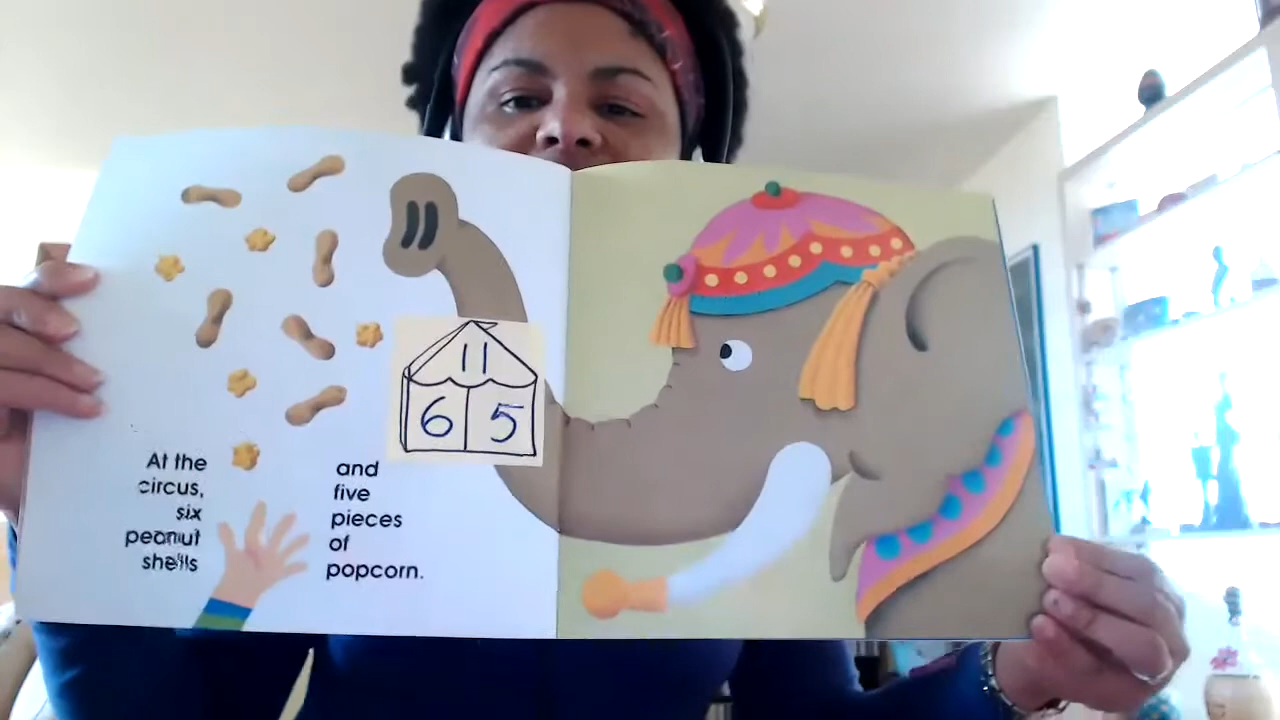 11
6 5
At the
circus,
six
peanut
shells
and
five
pieces
of
popcorn.